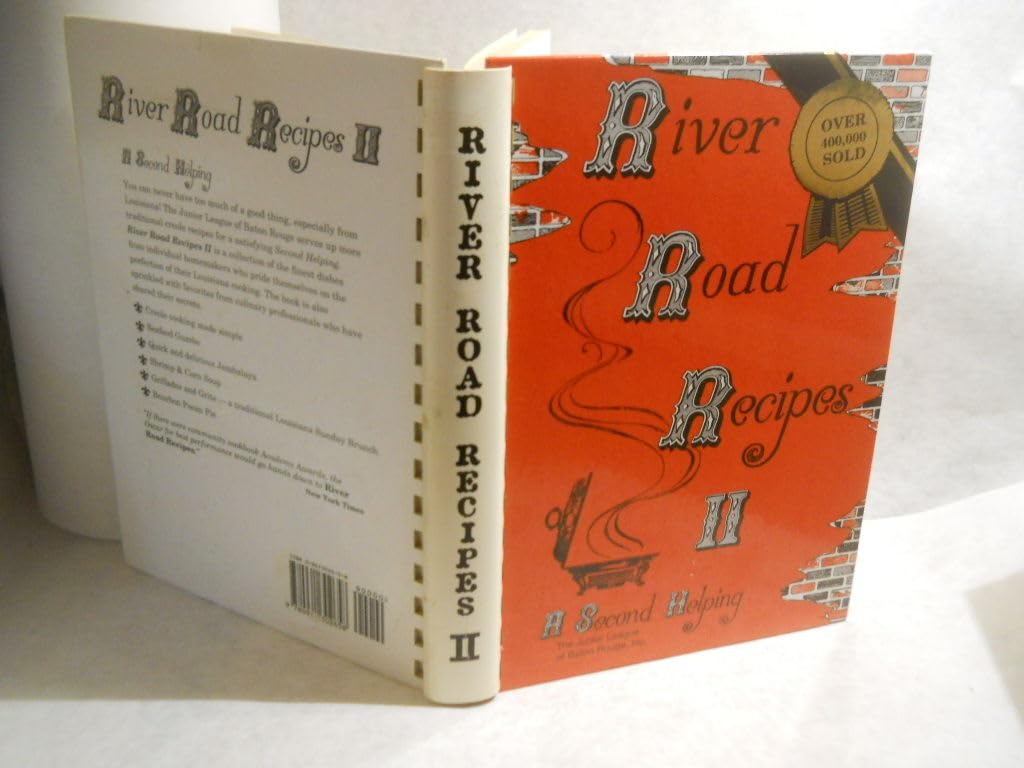 River Road Recipes II
A Second Helping
You can never have too much of a good thing, especially from
Louisiana! The Junior League of Baton Rouge serves up more
traditional creole recipes for a satisfying Second Helping.
River Road Recipes II is a collection of the finest dishes
from individual homemakers who pride themselves on the
perfection of their Louisiana cooking. The book is also
sprinkled with favorites from culinary professionals who have
shared their secrets.
Creole cooking made simple
Seafood Gumbo
Quick and delicious Jambalaya
Shrimp & Corn Soup
Grillades and Grits — a traditional Louisiana Sunday Brunch
Bourbon Pecan Pie
"If there were community cookbook Academy Awards, the
Oscar for best performance would go hands down to River
Road Recipes."
New York Times
RIVER ROAD RECIPES II
River
Road
Recipes
II
A Second Helping
The Junior League
of Baton Rouge, Inc.
OVER
400,000
SOLD